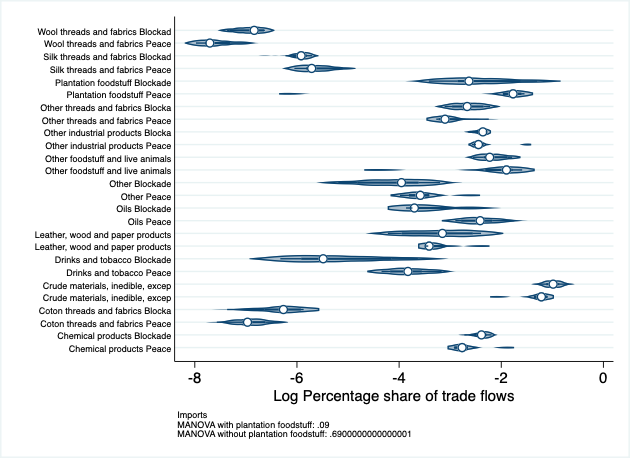 Wool threads and fabrics Blockad
Wool threads and fabrics Peace
Silk threads and fabrics Blockad
Silk threads and fabrics Peace
Plantation foodstuff Blockade
Plantation foodstuff Peace
Other threads and fabrics Blocka
Other threads and fabrics Peace
Other industrial products Blocka
Other industrial products Peace
Other foodstuff and live animals
Other foodstuff and live animals
Other Blockade
Other Peace
Oils Blockade
Oils Peace
Leather, wood and paper products
Leather, wood and paper products
Drinks and tobacco Blockade
Drinks and tobacco Peace
Crude materials, inedible, excep
Crude materials, inedible, excep
Coton threads and fabrics Blocka
Coton threads and fabrics Peace
Chemical products Blockade
Chemical products Peace
-8 -6 -4 -2 0
Log Percentage share of trade flows
Imports
MANOVA with plantation foodstuff: .09
MANOVA without plantation foodstuff: .6900000000000001